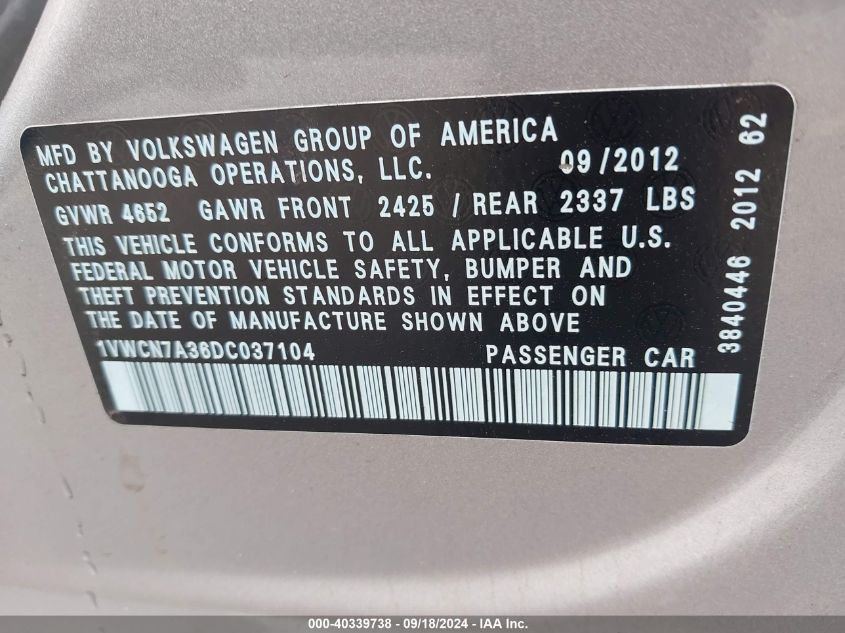 MFD BY VOLKSWAGEN GROUP OF AMERICA
CHATTANOOGA OPERATIONS, LLC. 09/2012
GVWR 4652 GAWR FRONT 2425 / REAR 2337 LBS
THIS VEHICLE CONFORMS TO ALL APPLICABLE U.S.
FEDERAL MOTOR VEHICLE SAFETY, BUMPER AND
THEFT PREVENTION STANDARDS IN EFFECT ON
THE DATE OF MANUFACTURE SHOWN ABOVE
1VWCN7A36DC037104 PASSENGER CAR
3840446 2012 62
000-40339738 - 09/18/2024 - IAA Inc.